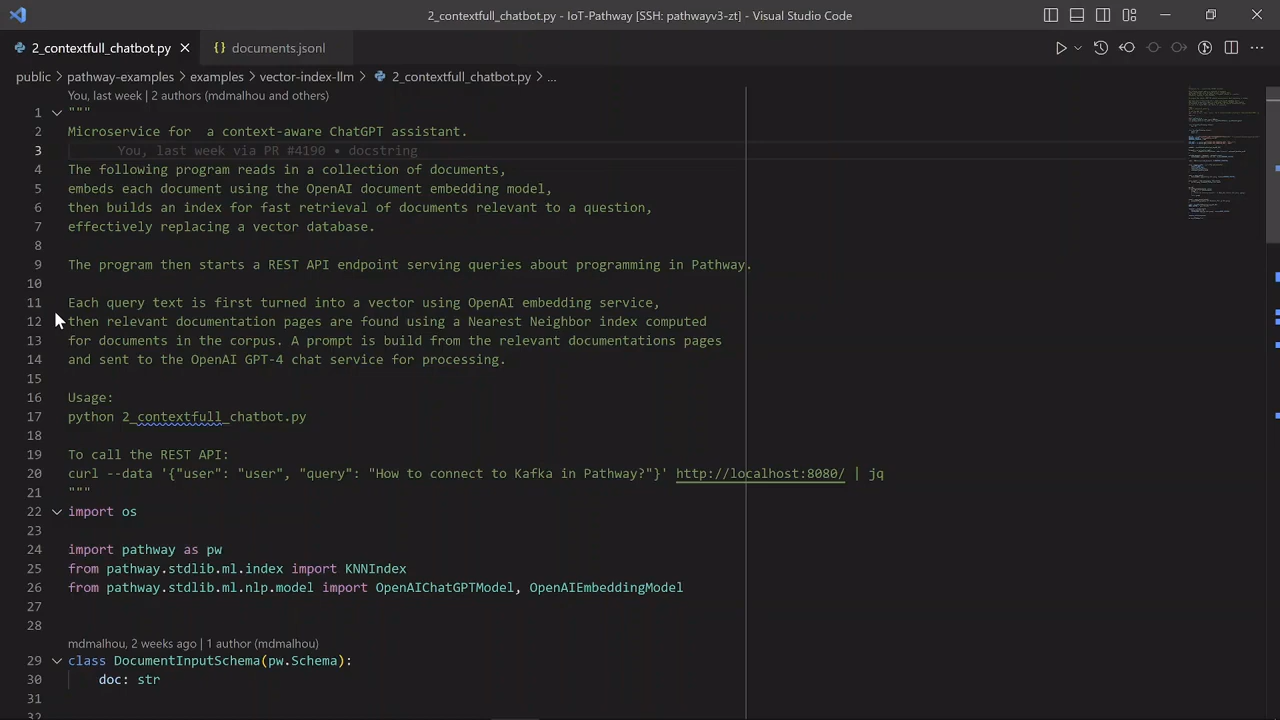 2_contextfull_chatbot.py - IoT-Pathway [SSH: pathwayv3-zt] - Visual Studio Code
2_contextfull_chatbot.py
{} documents.jsonl
public > pathway-examples > examples > vector-index-llm > 2_contextfull_chatbot.py > ...
You, last week | 2 authors (mdmalhou and others)
1 """
2 Microservice for  a context-aware ChatGPT assistant.
3 You, last week via PR #4190 • docstring
4 The following program reads in a collection of documents,
5 embeds each document using the OpenAI document embedding model,
6 then builds an index for fast retrieval of documents relevant to a question,
7 effectively replacing a vector database.
8
9 The program then starts a REST API endpoint serving queries about programming in Pathway.
10
11 Each query text is first turned into a vector using OpenAI embedding service,
12 then relevant documentation pages are found using a Nearest Neighbor index computed
13 for documents in the corpus. A prompt is build from the relevant documentations pages
14 and sent to the OpenAI GPT-4 chat service for processing.
15
16 Usage:
17 python 2_contextfull_chatbot.py
18
19 To call the REST API:
20 curl --data '{"user": "user", "query": "How to connect to Kafka in Pathway?"}' http://localhost:8080/ | jq
21 """
22 import os
23
24 import pathway as pw
25 from pathway.stdlib.ml.index import KNNIndex
26 from pathway.stdlib.ml.nlp.model import OpenAIChatGPTModel, OpenAIEmbeddingModel
27
28
mdmalhou, 2 weeks ago | 1 author (mdmalhou)
29 class DocumentInputSchema(pw.Schema):
30 doc: str
31
32